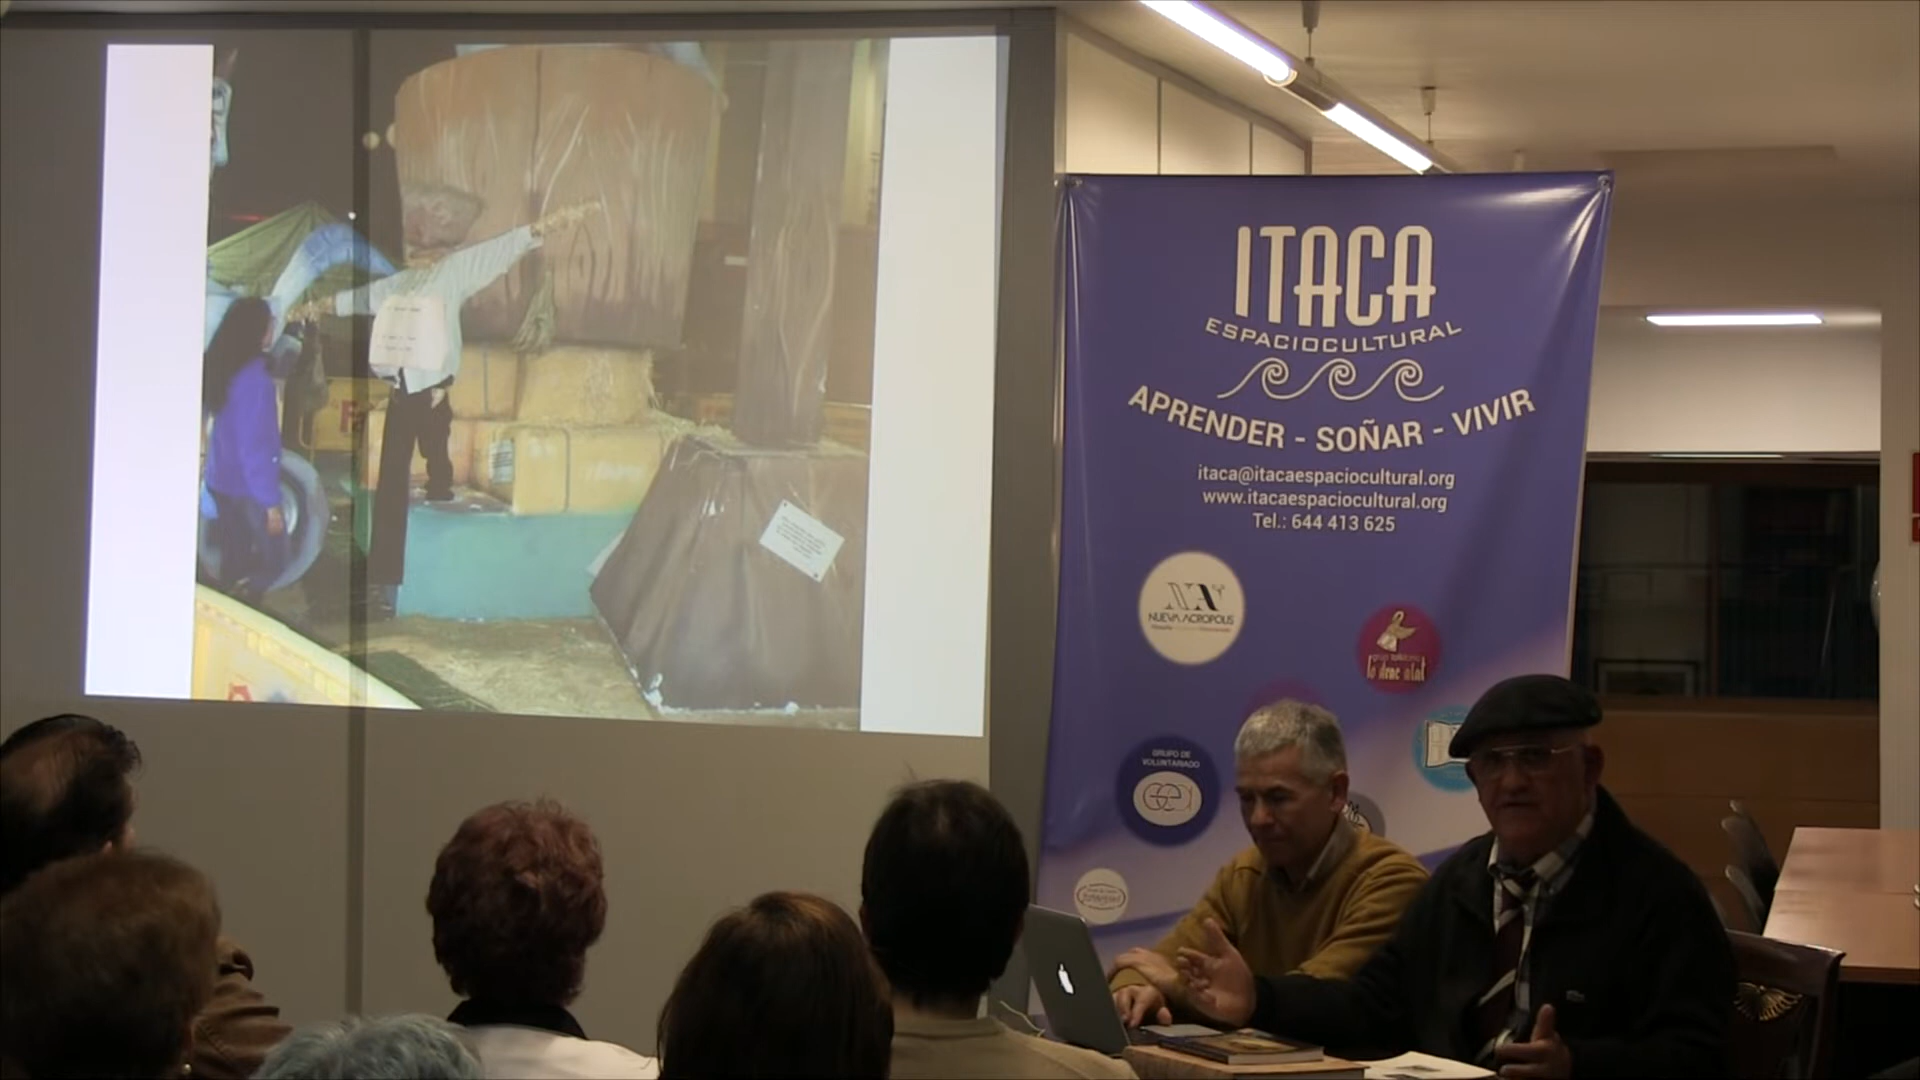 ITACA
ESPACIOCULTURAL
APRENDER - SOÑAR - VIVIR
itaca@itacaespaciocultural.org
www.itacaespaciocultural.org
Tel.: 644 413 625
NUEVA ACROPOLIS
GRUPO DE
VOLUNTARIADO